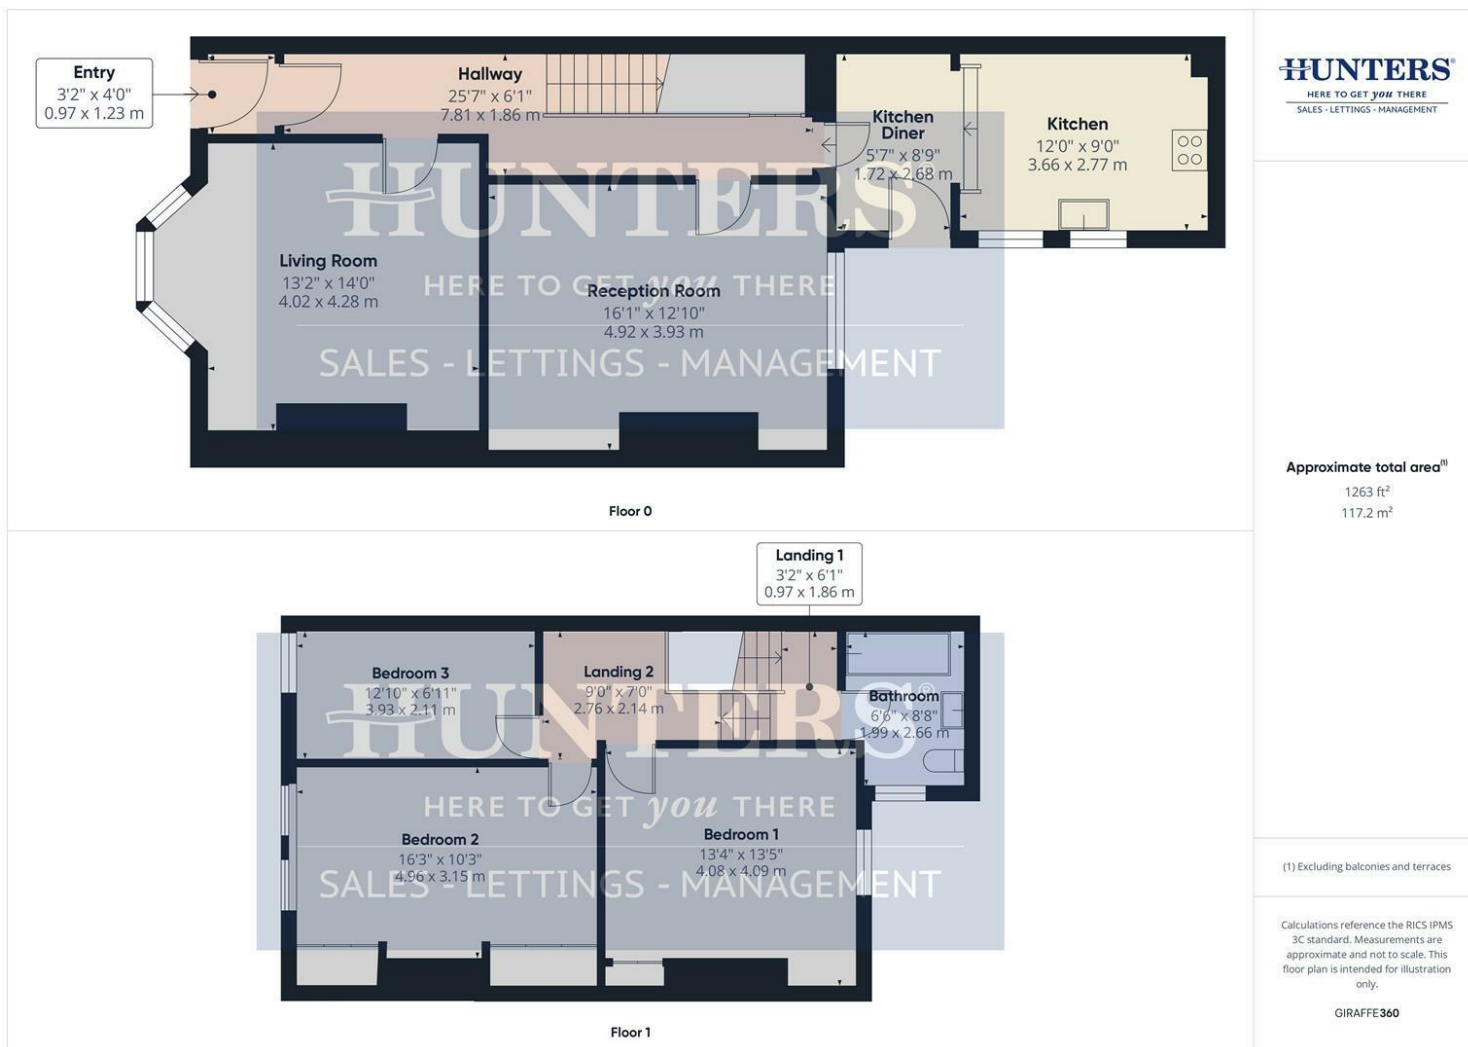 Entry
3'2" x 4'0"
0.97 x 1.23 m
Hallway
25'7" x 6'1"
7.81 x 1.86 m
Kitchen
Diner
5'7" x 8'9"
1.72 x 2.68 m
Kitchen
12'0" x 9'0"
3.66 x 2.77 m
Living Room
13'2" x 14'0"
4.02 x 4.28 m
Reception Room
16'1" x 12'10"
4.92 x 3.93 m
HUNTERS®
HERE TO GET you THERE
SALES - LETTINGS - MANAGEMENT
Floor 0
Landing 1
3'2" x 6'1"
0.97 x 1.86 m
Bedroom 3
12'10" x 6'11"
3.93 x 2.11 m
Landing 2
9'0" x 7'0"
2.76 x 2.14 m
Bathroom
6'6" x 8'8"
1.99 x 2.66 m
Bedroom 2
16'3" x 10'3"
4.96 x 3.15 m
Bedroom 1
13'4" x 13'5"
4.08 x 4.09 m
HUNTERS®
HERE TO GET you THERE
SALES - LETTINGS - MANAGEMENT
Floor 1
HUNTERS®
HERE TO GET you THERE
SALES - LETTINGS - MANAGEMENT
Approximate total area⁽¹⁾
1263 ft²
117.2 m²
(1) Excluding balconies and terraces
Calculations reference the RICS IPMS
3C standard. Measurements are
approximate and not to scale. This
floor plan is intended for illustration
only.
GIRAFFE360